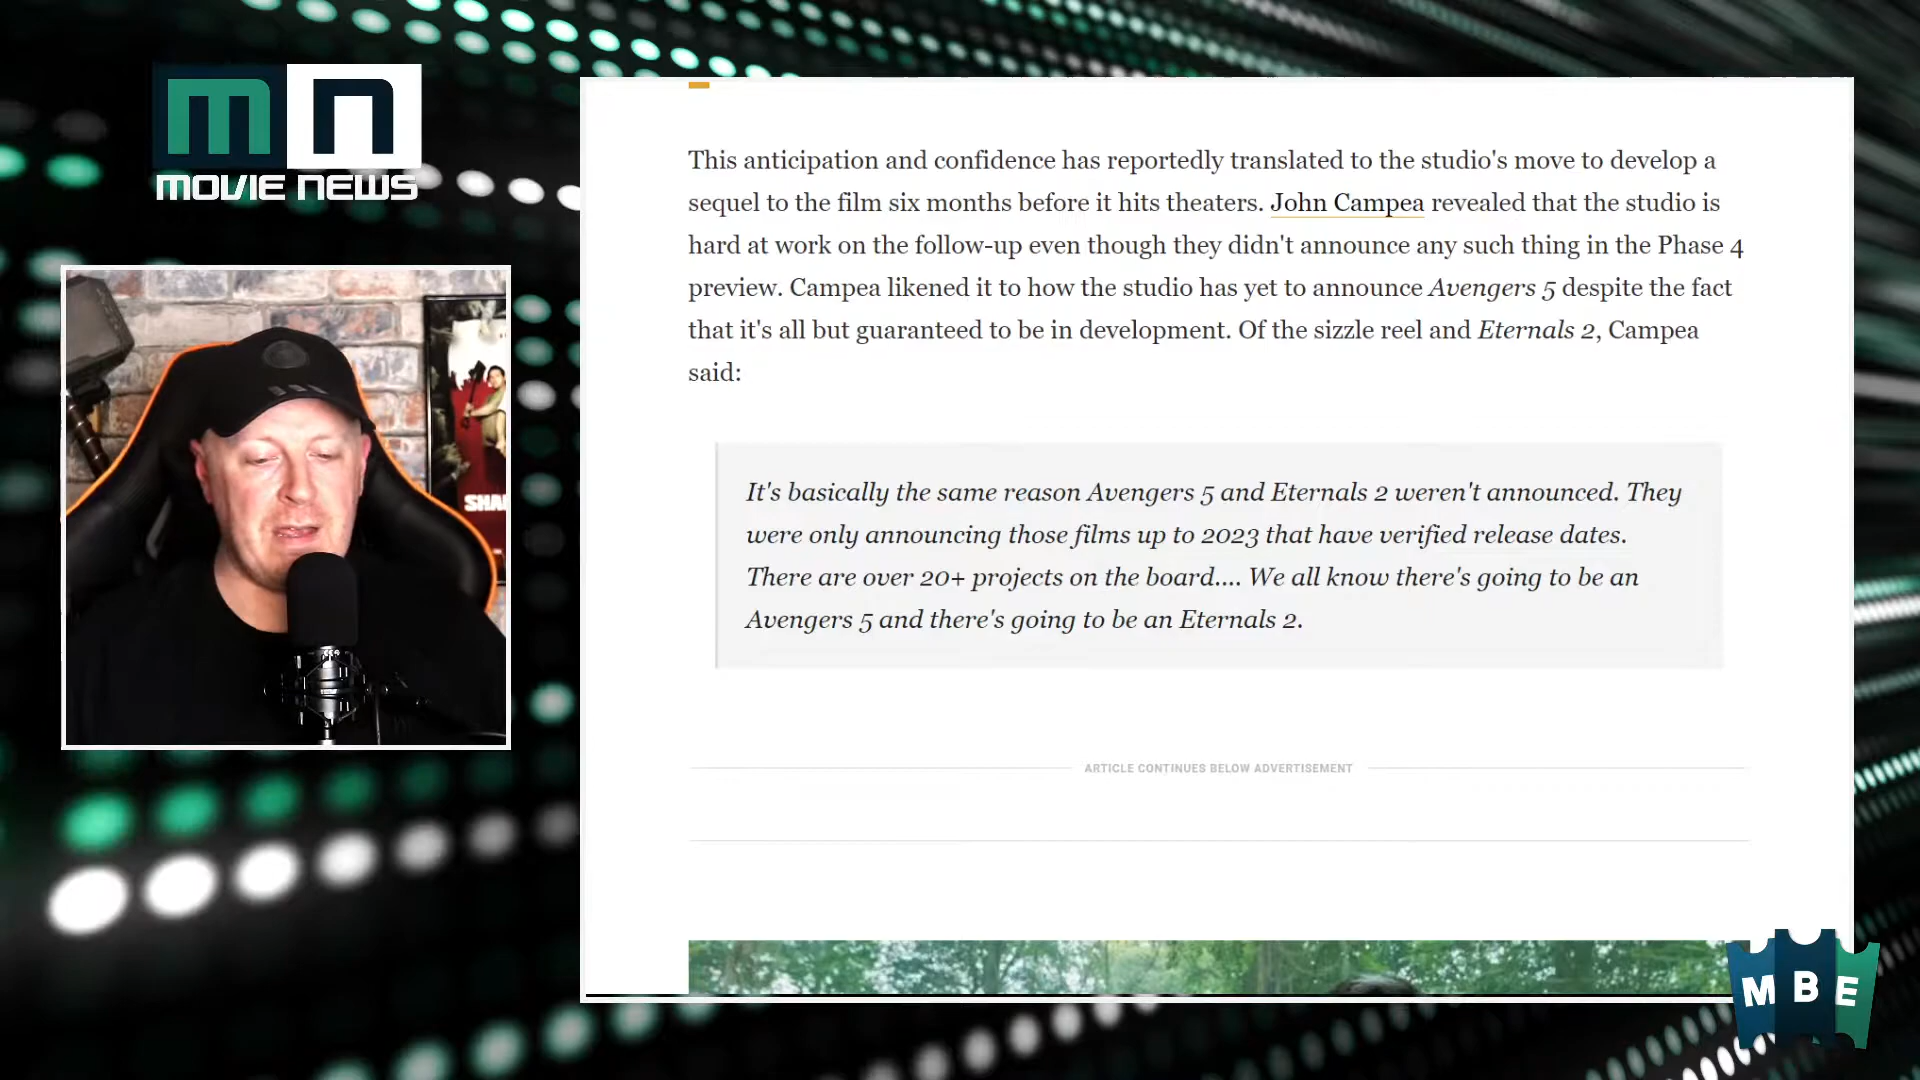 mn
MOVIE NEWS
SHA
This anticipation and confidence has reportedly translated to the studio's move to develop a
sequel to the film six months before it hits theaters. John Campea revealed that the studio is
hard at work on the follow-up even though they didn't announce any such thing in the Phase 4
preview. Campea likened it to how the studio has yet to announce Avengers 5 despite the fact
that it's all but guaranteed to be in development. Of the sizzle reel and Eternals 2, Campea
said:
It's basically the same reason Avengers 5 and Eternals 2 weren't announced. They
were only announcing those films up to 2023 that have verified release dates.
There are over 20+ projects on the board.... We all know there's going to be an
Avengers 5 and there's going to be an Eternals 2.
ARTICLE CONTINUES BELOW ADVERTISEMENT
MBE